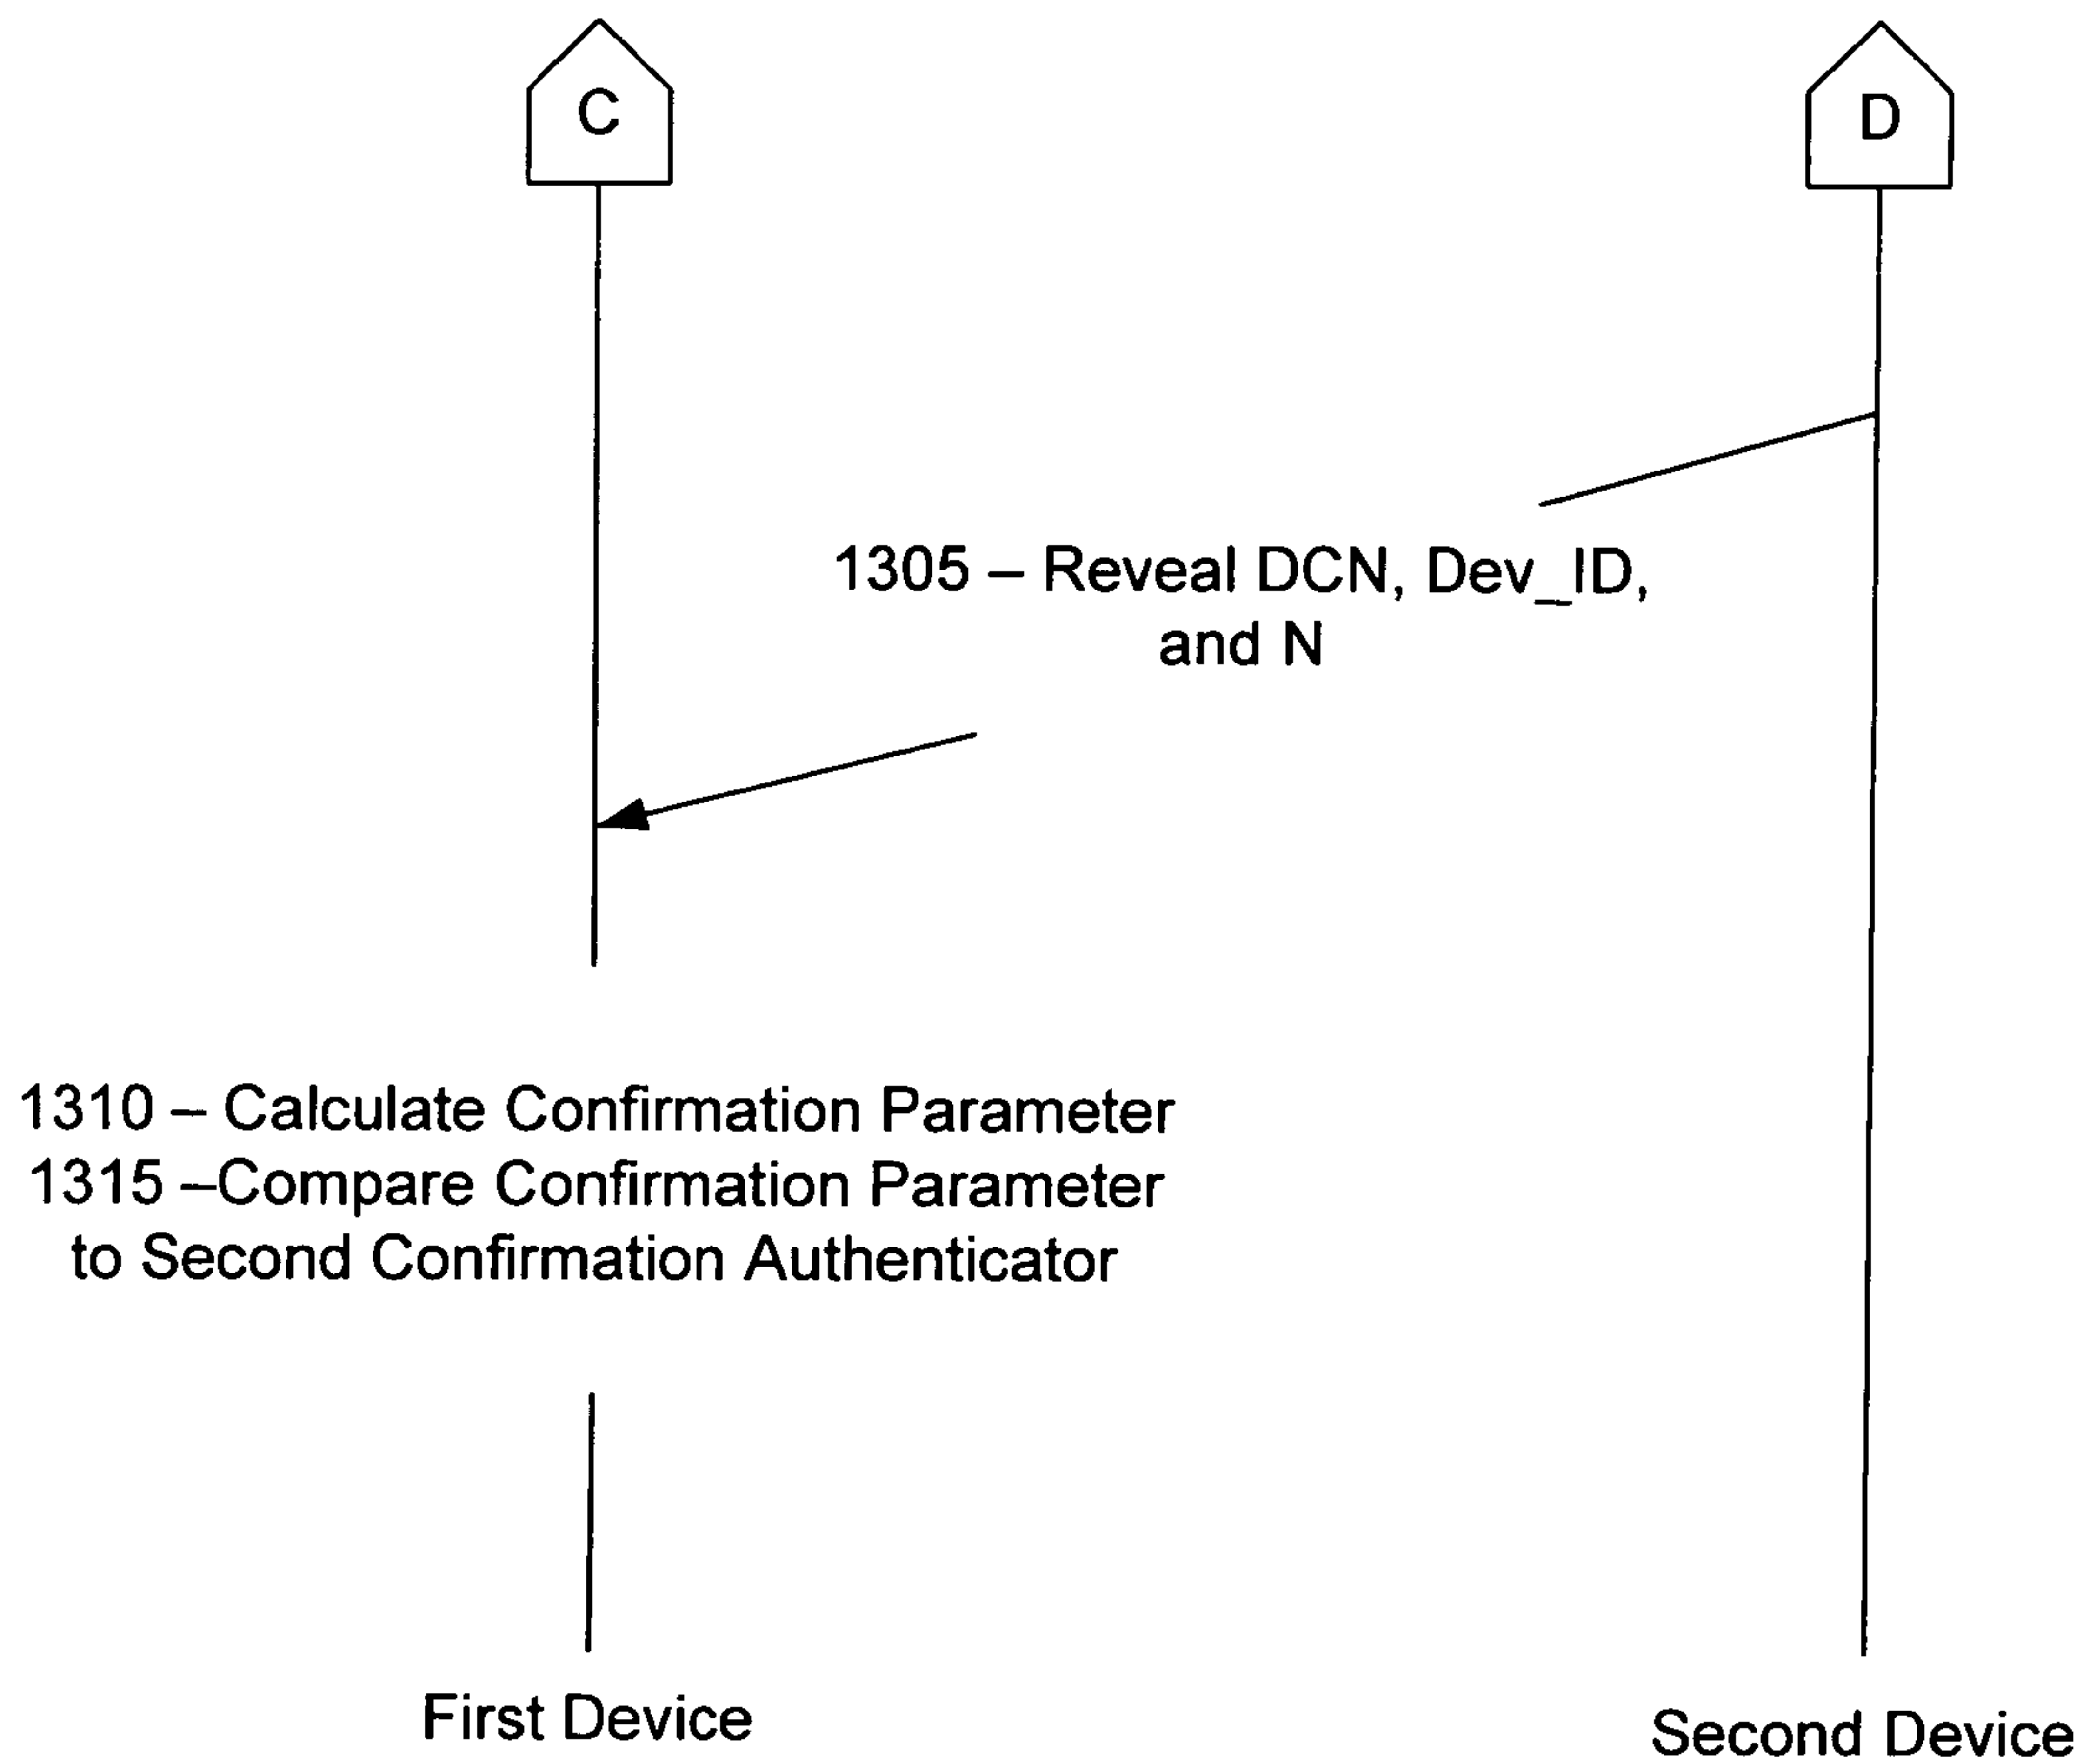 C
D
1305 – Reveal DCN, Dev_ID,
and N
1310 – Calculate Confirmation Parameter
1315 –Compare Confirmation Parameter
to Second Confirmation Authenticator
First Device
Second Device